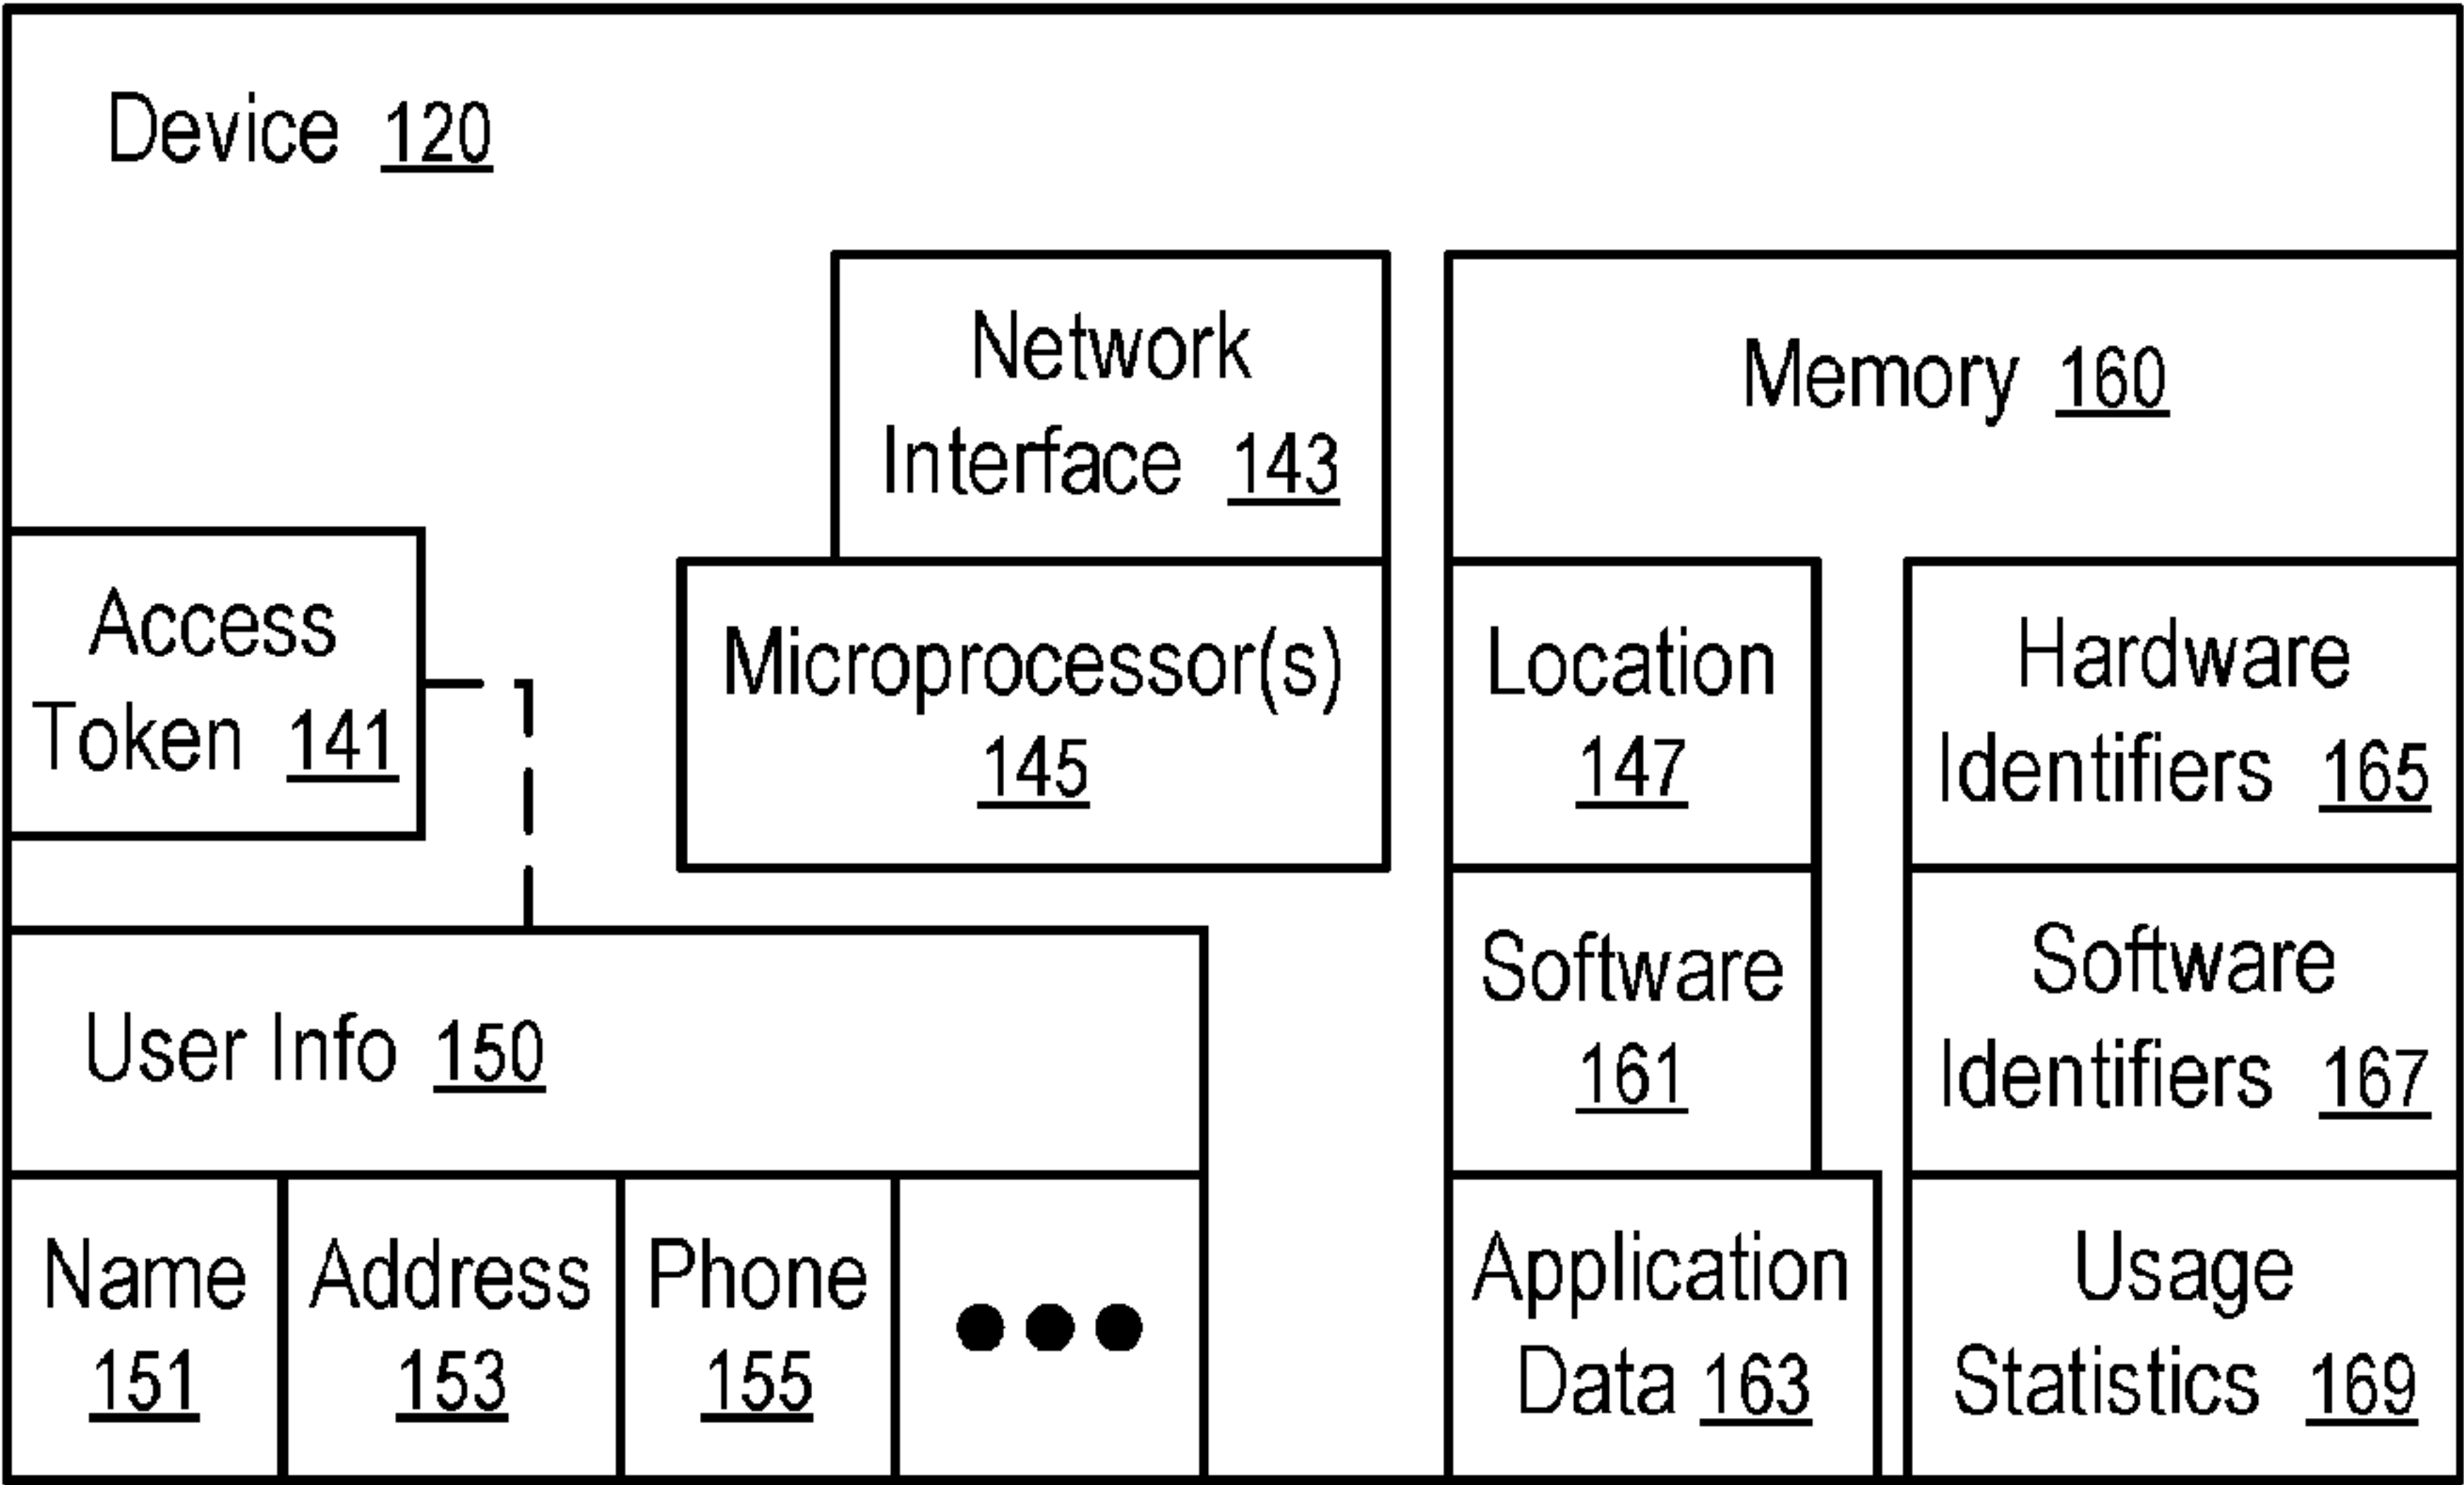 Device 120
Network
Interface 143
Memory 160
Access
Token 141
Microprocessor(s)
145
Location
147
Hardware
Identifiers 165
User Info 150
Software
161
Software
Identifiers 167
Name
151
Address
153
Phone
155
Application
Data 163
Usage
Statistics 169